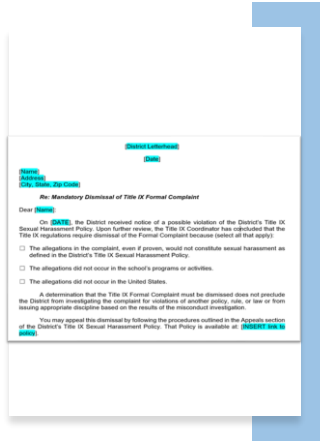 [District Letterhead]
[Date]
[Name]
[Address]
[City, State, Zip Code]
Re: Mandatory Dismissal of Title IX Formal Complaint
Dear [Name]
On [DATE], the District received notice of a possible violation of the District's Title IX
Sexual Harassment Policy. Upon further review, the Title IX Coordinator has concluded that the
Title IX regulations require dismissal of the Formal Complaint because (select all that apply):
☐ The allegations in the complaint, even if proven, would not constitute sexual harassment as
defined in the District's Title IX Sexual Harassment Policy.
☐ The allegations did not occur in the school's programs or activities.
☐ The allegations did not occur in the United States.
A determination that the Title IX Formal Complaint must be dismissed does not preclude
the District from investigating the complaint for violations of another policy, rule, or law or from
issuing appropriate discipline based on the results of the misconduct investigation.
You may appeal this dismissal by following the procedures outlined in the Appeals section
of the District's Title IX Sexual Harassment Policy. That Policy is available at: [INSERT link to
policy]